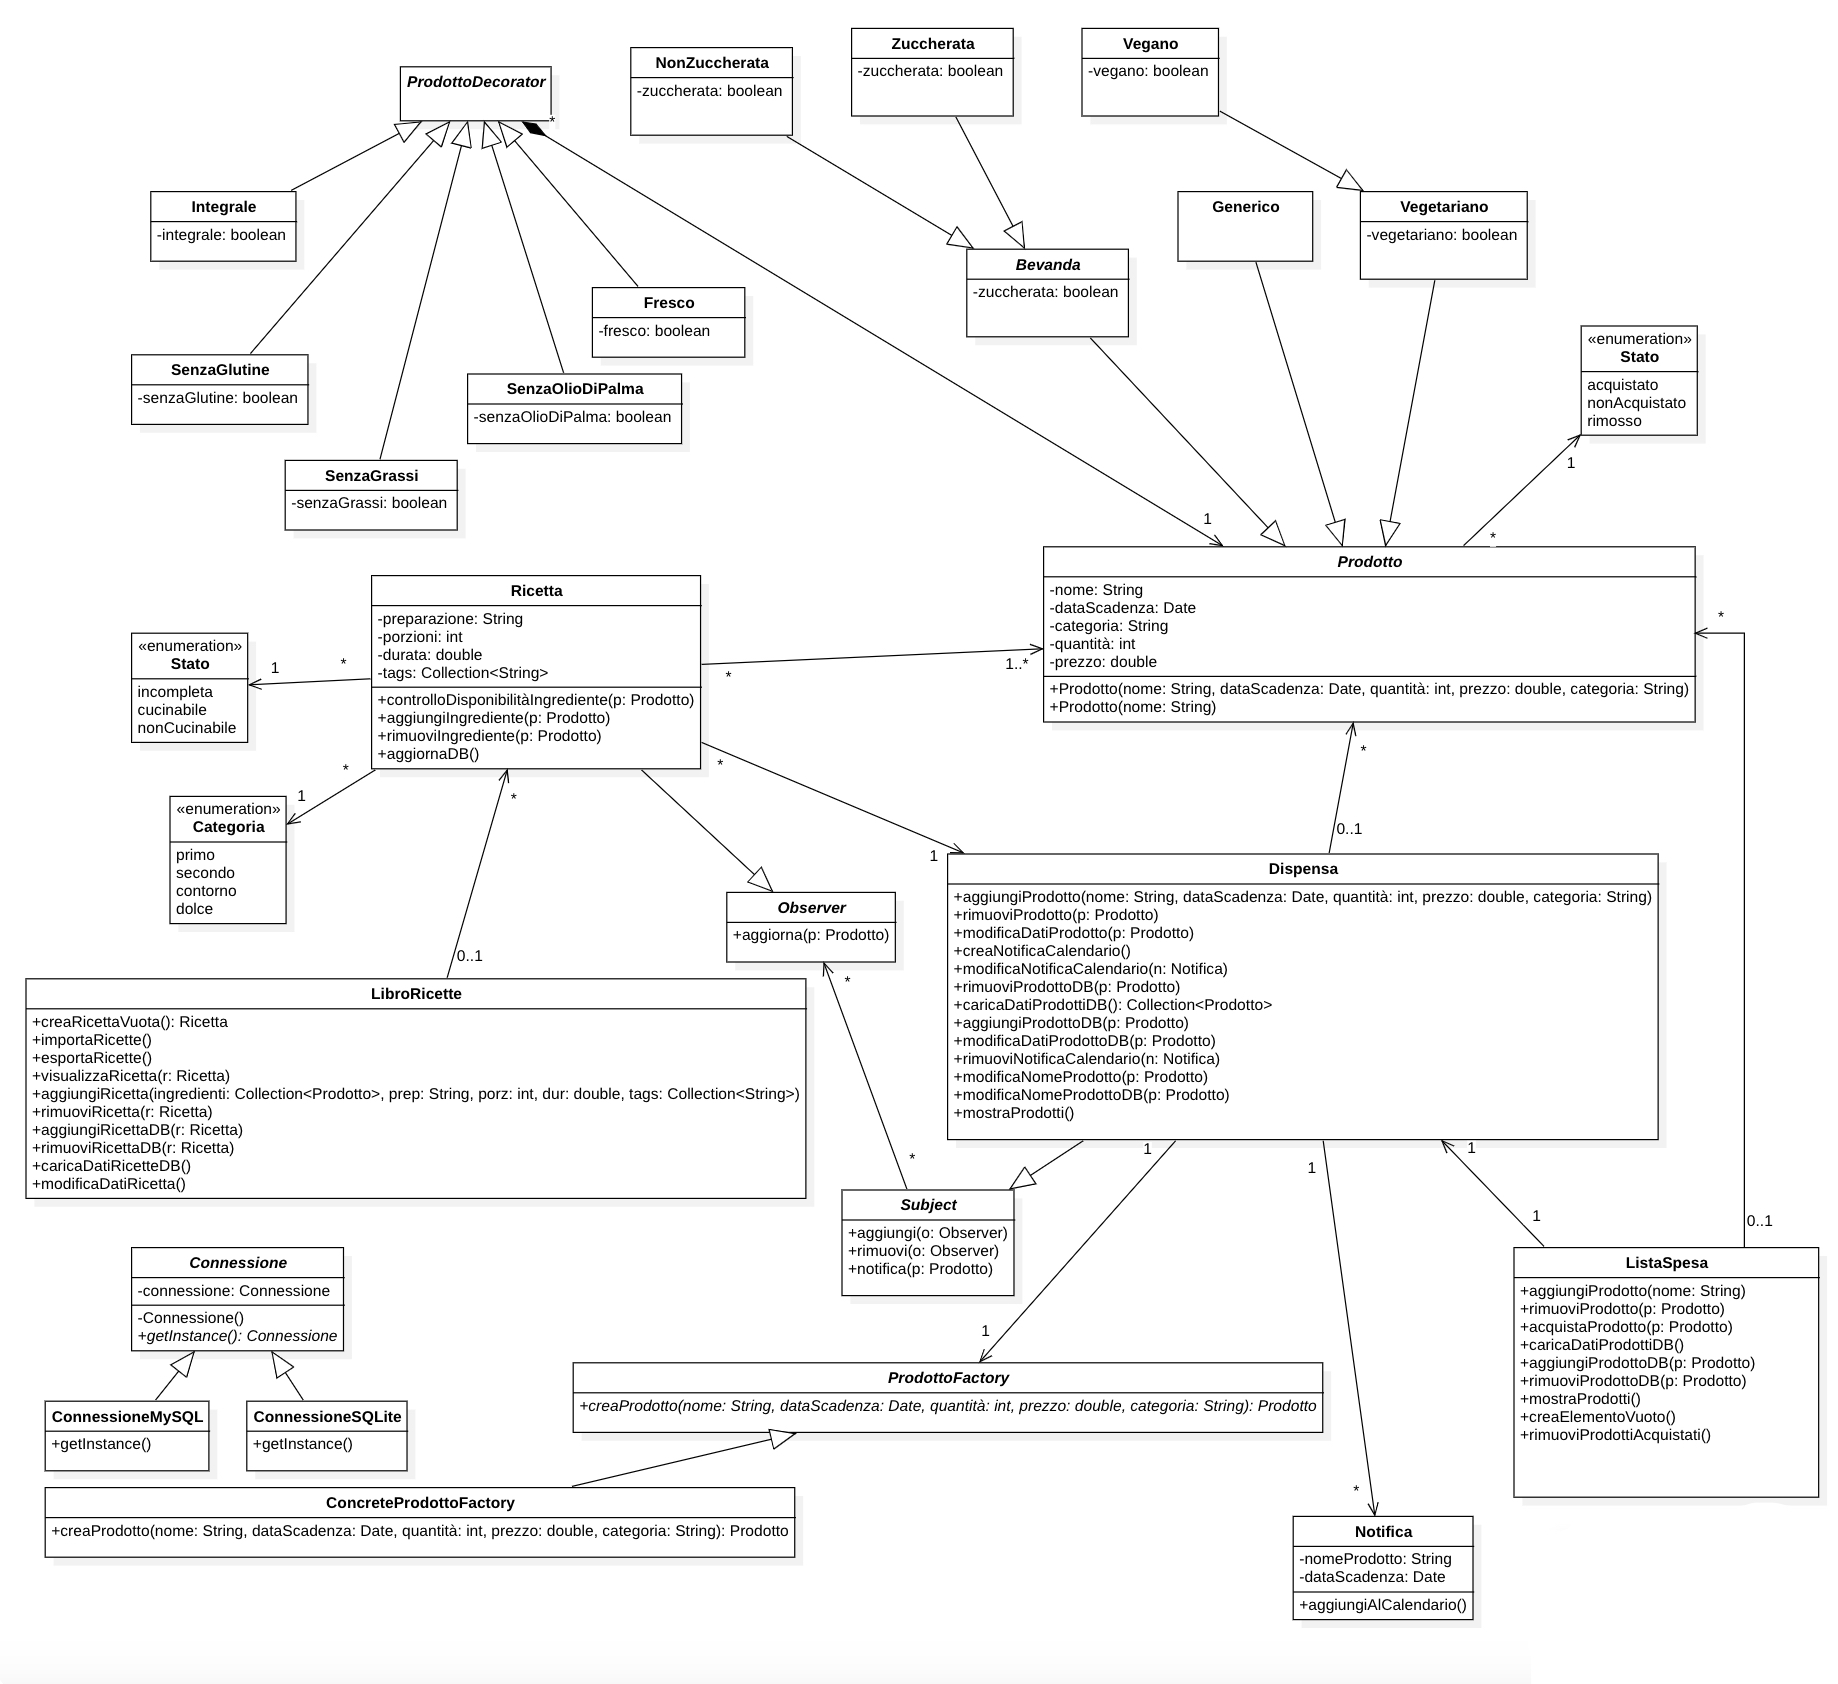 ProdottoDecorator
*
NonZuccherata
-zuccherata: boolean
Zuccherata
-zuccherata: boolean
Vegano
-vegano: boolean
Integrale
-integrale: boolean
Generico
Vegetariano
-vegetariano: boolean
Bevanda
-zuccherata: boolean
Fresco
-fresco: boolean
SenzaGlutine
-senzaGlutine: boolean
SenzaOlioDiPalma
-senzaOlioDiPalma: boolean
SenzaGrassi
-senzaGrassi: boolean
«enumeration»
Stato
acquistato
nonAcquistato
rimosso
1
1
*
Prodotto
-nome: String
-dataScadenza: Date
-categoria: String
-quantità: int
-prezzo: double
+Prodotto(nome: String, dataScadenza: Date, quantità: int, prezzo: double, categoria: String)
+Prodotto(nome: String)
*
Ricetta
-preparazione: String
-porzioni: int
-durata: double
-tags: Collection<String>
+controlloDisponibilitàIngrediente(p: Prodotto)
+aggiungiIngrediente(p: Prodotto)
+rimuoviIngrediente(p: Prodotto)
+aggiornaDB()
*
1..*
«enumeration»
Stato
incompleta
cucinabile
nonCucinabile
1
*
«enumeration»
Categoria
primo
secondo
contorno
dolce
1
*
*
0..1
*
1
*
0..1
Observer
+aggiorna(p: Prodotto)
*
*
Dispensa
+aggiungiProdotto(nome: String, dataScadenza: Date, quantità: int, prezzo: double, categoria: String)
+rimuoviProdotto(p: Prodotto)
+modificaDatiProdotto(p: Prodotto)
+creaNotificaCalendario()
+modificaNotificaCalendario(n: Notifica)
+rimuoviProdottoDB(p: Prodotto)
+caricaDatiProdottiDB(): Collection<Prodotto>
+aggiungiProdottoDB(p: Prodotto)
+modificaDatiProdottoDB(p: Prodotto)
+rimuoviNotificaCalendario(n: Notifica)
+modificaNomeProdotto(p: Prodotto)
+modificaNomeProdottoDB(p: Prodotto)
+mostraProdotti()
LibroRicette
+creaRicettaVuota(): Ricetta
+importaRicette()
+esportaRicette()
+visualizzaRicetta(r: Ricetta)
+aggiungiRicetta(ingredienti: Collection<Prodotto>, prep: String, porz: int, dur: double, tags: Collection<String>)
+rimuoviRicetta(r: Ricetta)
+aggiungiRicettaDB(r: Ricetta)
+rimuoviRicettaDB(r: Ricetta)
+caricaDatiRicetteDB()
+modificaDatiRicetta()
Subject
+aggiungi(o: Observer)
+rimuovi(o: Observer)
+notifica(p: Prodotto)
1
1
1
1
1
*
0..1
Connessione
-connessione: Connessione
-Connessione()
+getInstance(): Connessione
ConnessioneMySQL
+getInstance()
ConnessioneSQLite
+getInstance()
ProdottoFactory
+creaProdotto(nome: String, dataScadenza: Date, quantità: int, prezzo: double, categoria: String): Prodotto
ConcreteProdottoFactory
+creaProdotto(nome: String, dataScadenza: Date, quantità: int, prezzo: double, categoria: String): Prodotto
ListaSpesa
+aggiungiProdotto(nome: String)
+rimuoviProdotto(p: Prodotto)
+acquistaProdotto(p: Prodotto)
+caricaDatiProdottiDB()
+aggiungiProdottoDB(p: Prodotto)
+rimuoviProdottoDB(p: Prodotto)
+mostraProdotti()
+creaElementoVuoto()
+rimuoviProdottiAcquistati()
Notifica
-nomeProdotto: String
-dataScadenza: Date
+aggiungiAlCalendario()